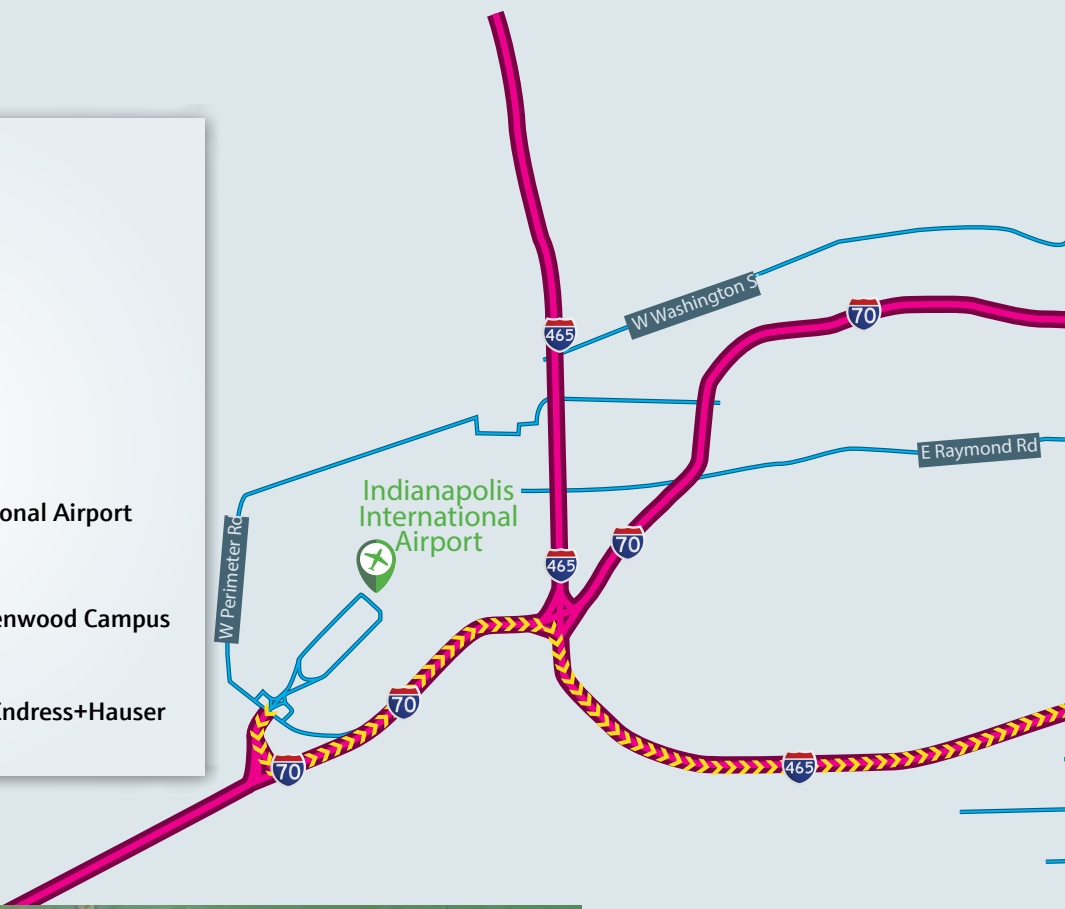 onal Airport
enwood Campus
Endress+Hauser
465
W Washington S
70
E Raymond Rd
Indianapolis
International
Airport
W Perimeter Rd
465
70
70
70
465